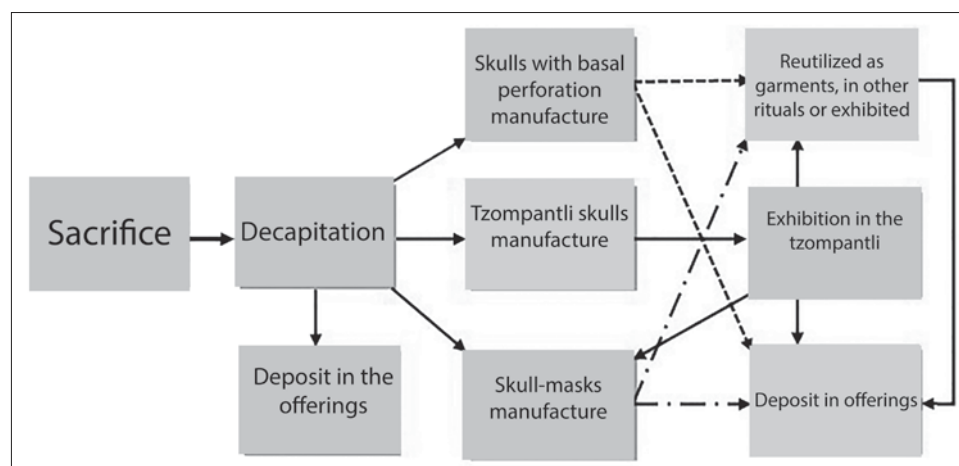 Skulls with basal
perforation
manufacture
Reutilized as
garments, in other
rituals or exhibited
Sacrifice
Decapitation
Tzompantli skulls
manufacture
Exhibition in the
tzompantli
Deposit in the
offerings
Skull-masks
manufacture
Deposit in offerings